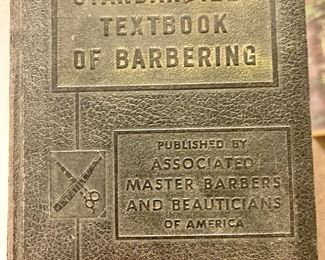 TEXTBOOK
OF BARBERING
PUBLISHED BY
ASSOCIATED
MASTER BARBERS
AND BEAUTICIANS
OF AMERICA